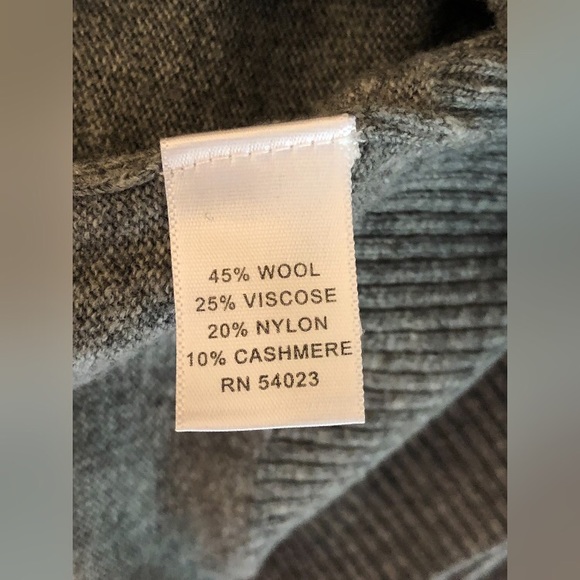 45% WOOL
25% VISCOSE
20% NYLON
10% CASHMERE
RN 54023